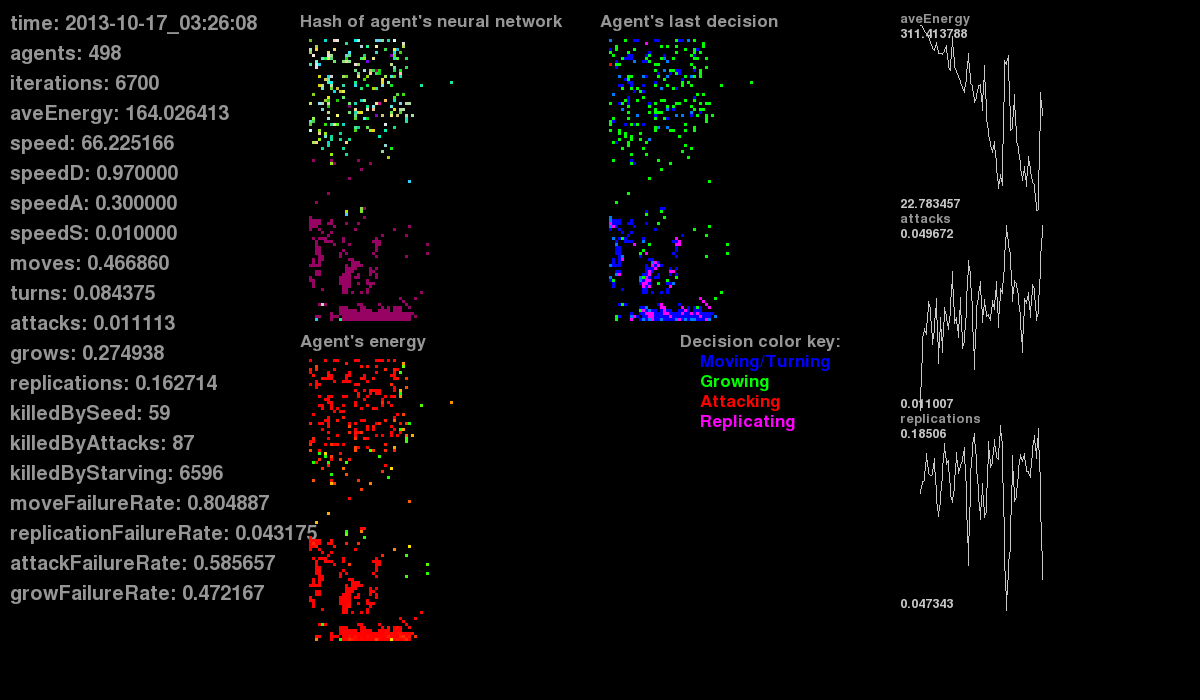 time: 2013-10-17_03:26:08
agents: 498
iterations: 6700
aveEnergy: 164.026413
speed: 66.225166
speedD: 0.970000
speedA: 0.300000
speedS: 0.010000
moves: 0.466860
turns: 0.084375
attacks: 0.011113
grows: 0.274938
replications: 0.162714
killedBySeed: 59
killedByAttacks: 87
killedByStarving: 6596
moveFailureRate: 0.804887
replicationFailureRate: 0.043175
attackFailureRate: 0.585657
growFailureRate: 0.472167
Hash of agent's neural network
Agent's last decision
Agent's energy
Decision color key:
Moving/Turning
Growing
Attacking
Replicating
aveEnergy
311.413788
22.783457
attacks
0.049672
0.011007
replications
0.18506
0.047343